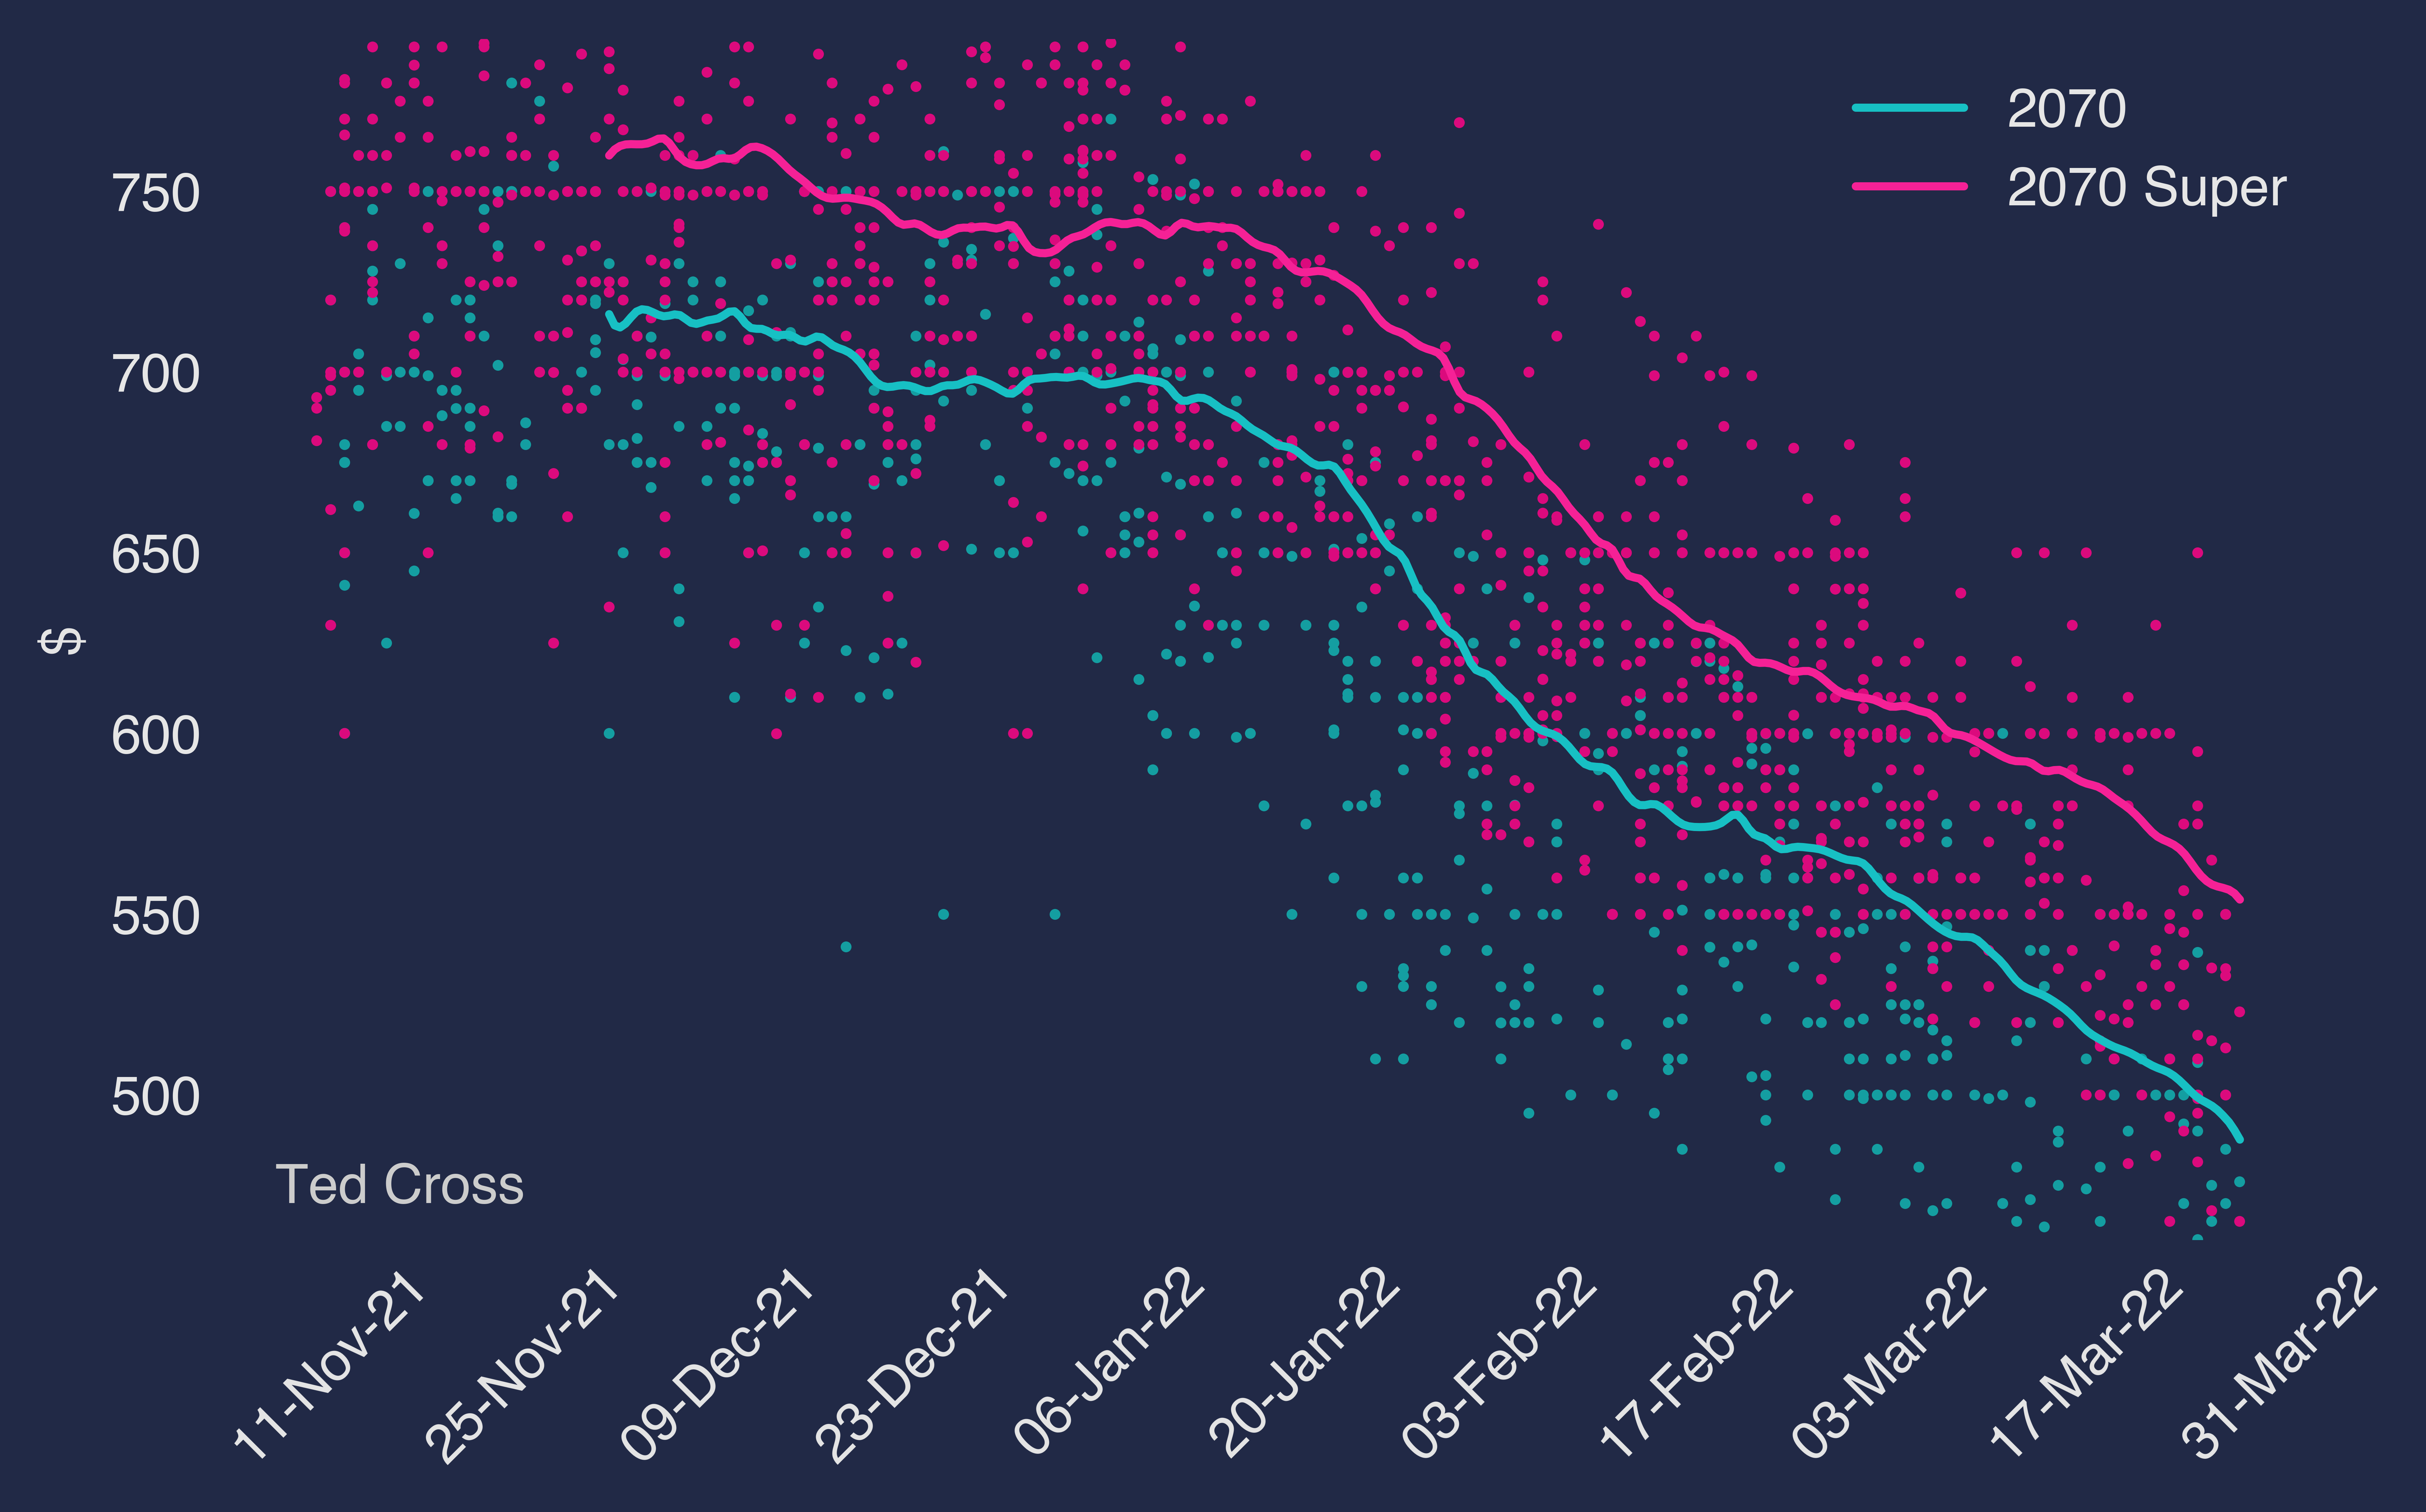 2070
2070 Super
750
700
650
600
550
500
$
Ted Cross
11-Nov-21
25-Nov-21
09-Dec-21
23-Dec-21
06-Jan-22
20-Jan-22
03-Feb-22
17-Feb-22
03-Mar-22
17-Mar-22
31-Mar-22